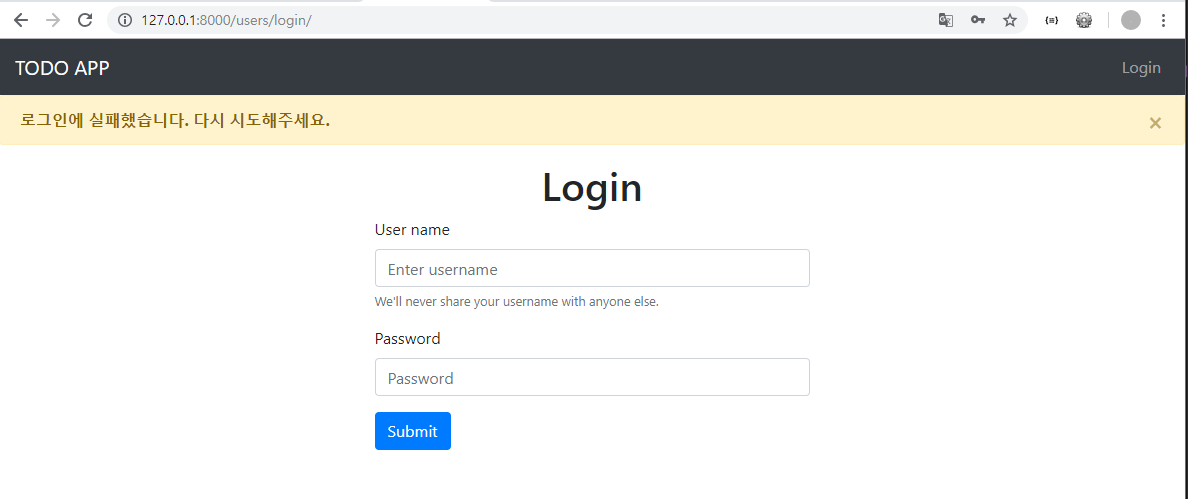 127.0.0.1:8000/users/login/
TODO APP
Login
로그인에 실패했습니다. 다시 시도해주세요.
×
Login
User name
Enter username
We'll never share your username with anyone else.
Password
Password
Submit